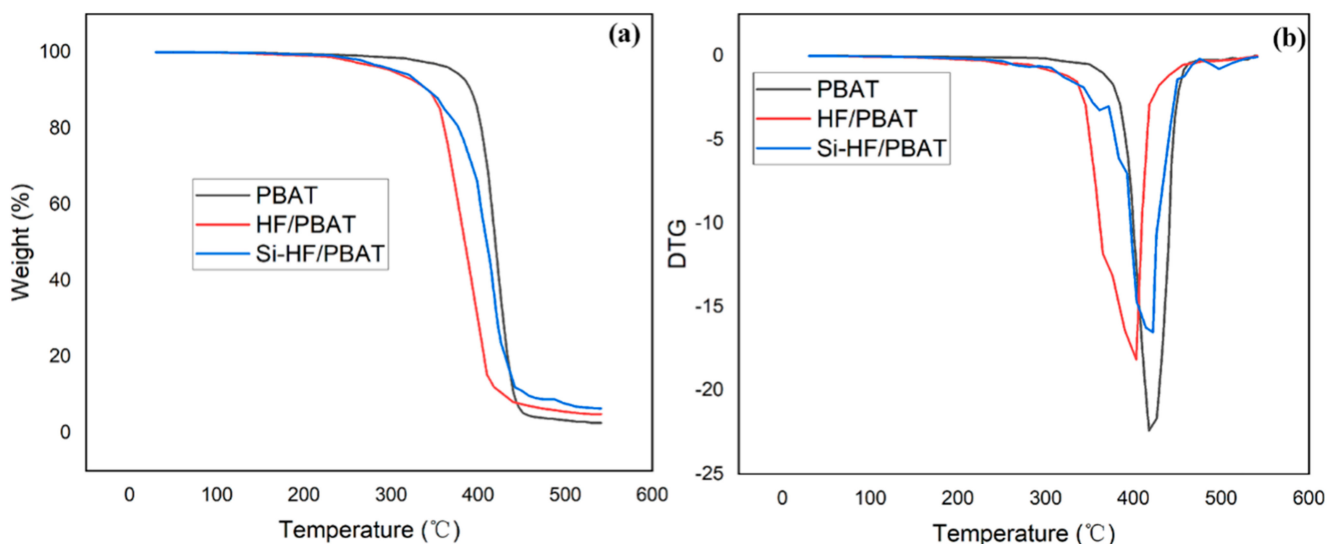 (a)
100
80
60
40
20
0
Weight (%)
PBAT
HF/PBAT
Si-HF/PBAT
0 100 200 300 400 500 600
Temperature (℃)
(b)
0
-5
-10
-15
-20
-25
DTG
PBAT
HF/PBAT
Si-HF/PBAT
0 100 200 300 400 500 600
Temperature (℃)